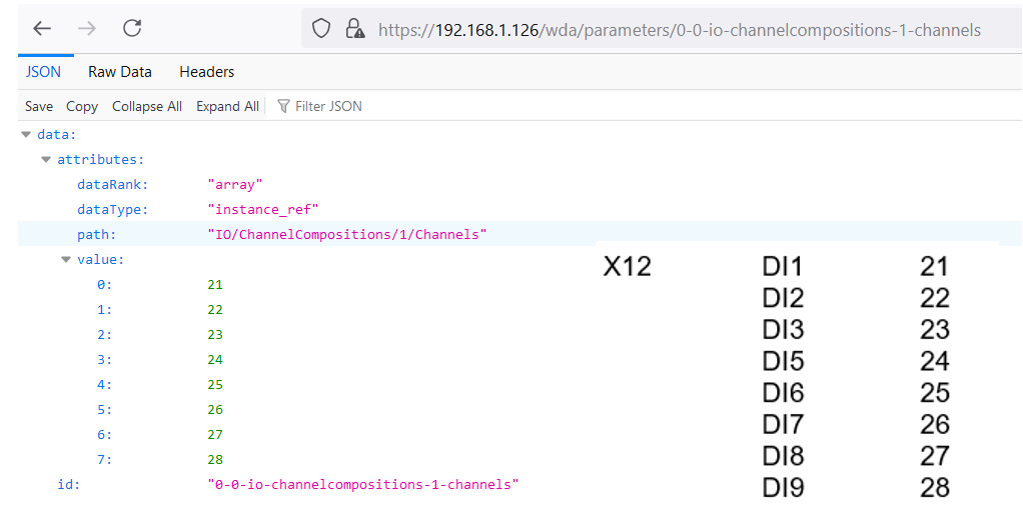 https://192.168.1.126/wda/parameters/0-0-io-channelcompositions-1-channels
JSON Raw Data Headers
Save Copy Collapse All Expand All Filter JSON
data:
attributes:
dataRank: "array"
dataType: "instance_ref"
path: "IO/ChannelCompositions/1/Channels"
value:
0: 21
1: 22
2: 23
3: 24
4: 25
5: 26
6: 27
7: 28
id: "0-0-io-channelcompositions-1-channels"
X12 DI1 21
DI2 22
DI3 23
DI5 24
DI6 25
DI7 26
DI8 27
DI9 28